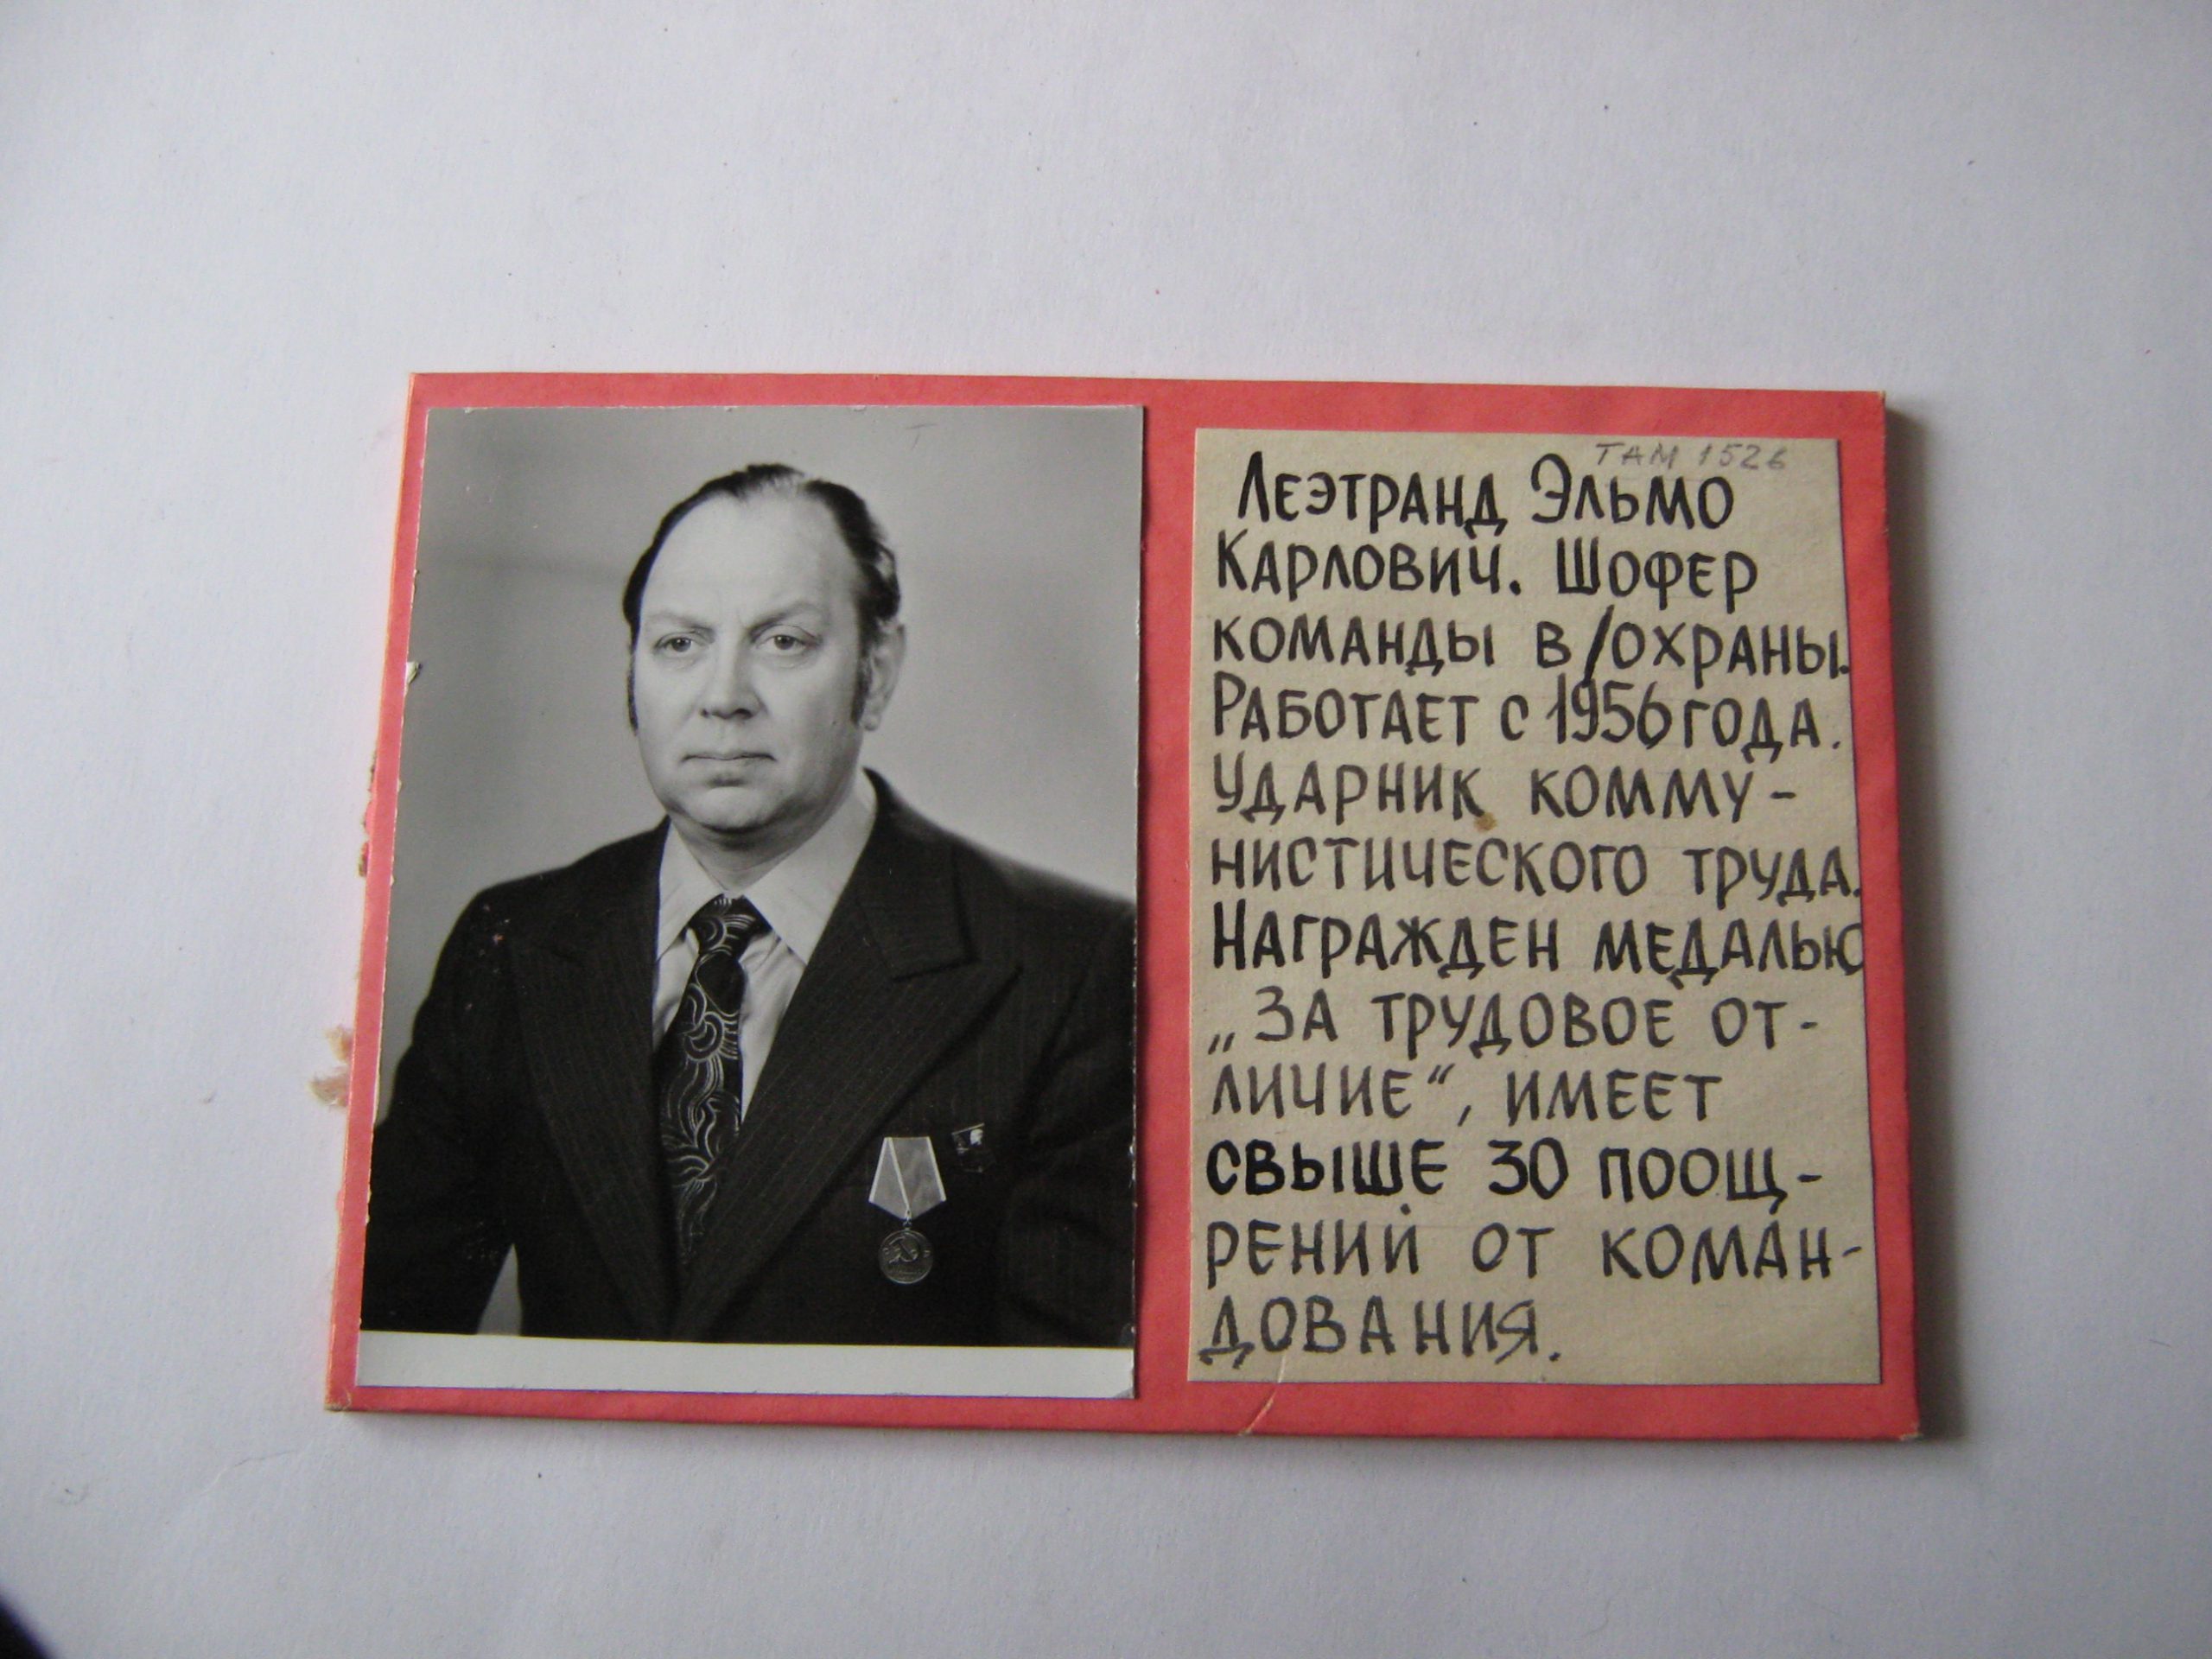 ТАМ 1526
Леэтранд Эльмо
Карлович. Шофер
команды в/охраны.
Работает с 1956 года.
Ударник комму-
нистического труда.
Награжден медалью
„За трудовое от-
личие“, имеет
свыше 30 поощ-
рений от коман-
дования.